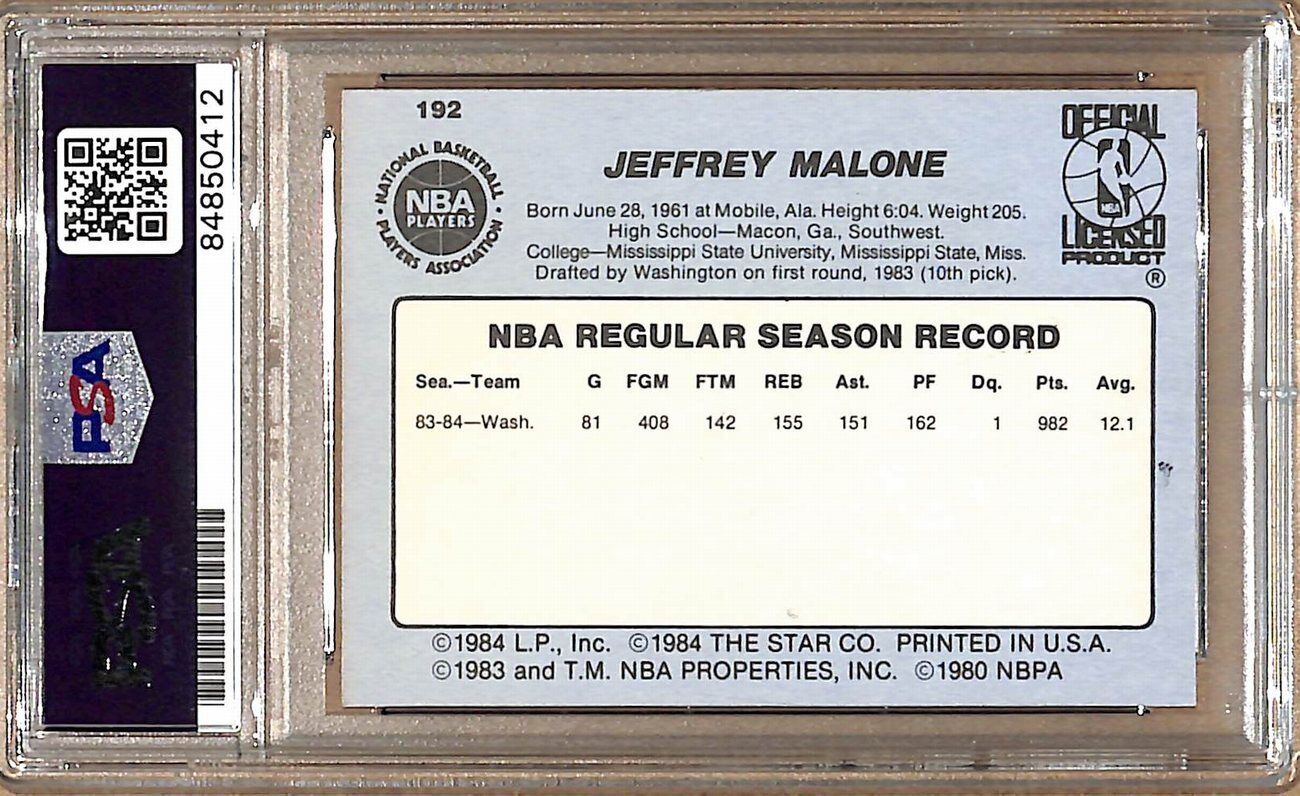 84850412
PSA
192
NATIONAL BASKETBALL
NBA
PLAYERS
PLAYERS ASSOCIATION
OFFICIAL
NBA
LICENSED
PRODUCT
®
JEFFREY MALONE
Born June 28, 1961 at Mobile, Ala. Height 6:04. Weight 205.
High School—Macon, Ga., Southwest.
College—Mississippi State University, Mississippi State, Miss.
Drafted by Washington on first round, 1983 (10th pick).
NBA REGULAR SEASON RECORD
Sea.—Team G FGM FTM REB Ast. PF Dq. Pts. Avg.
83-84—Wash. 81 408 142 155 151 162 1 982 12.1
©1984 L.P., Inc. ©1984 THE STAR CO. PRINTED IN U.S.A.
©1983 and T.M. NBA PROPERTIES, INC. ©1980 NBPA